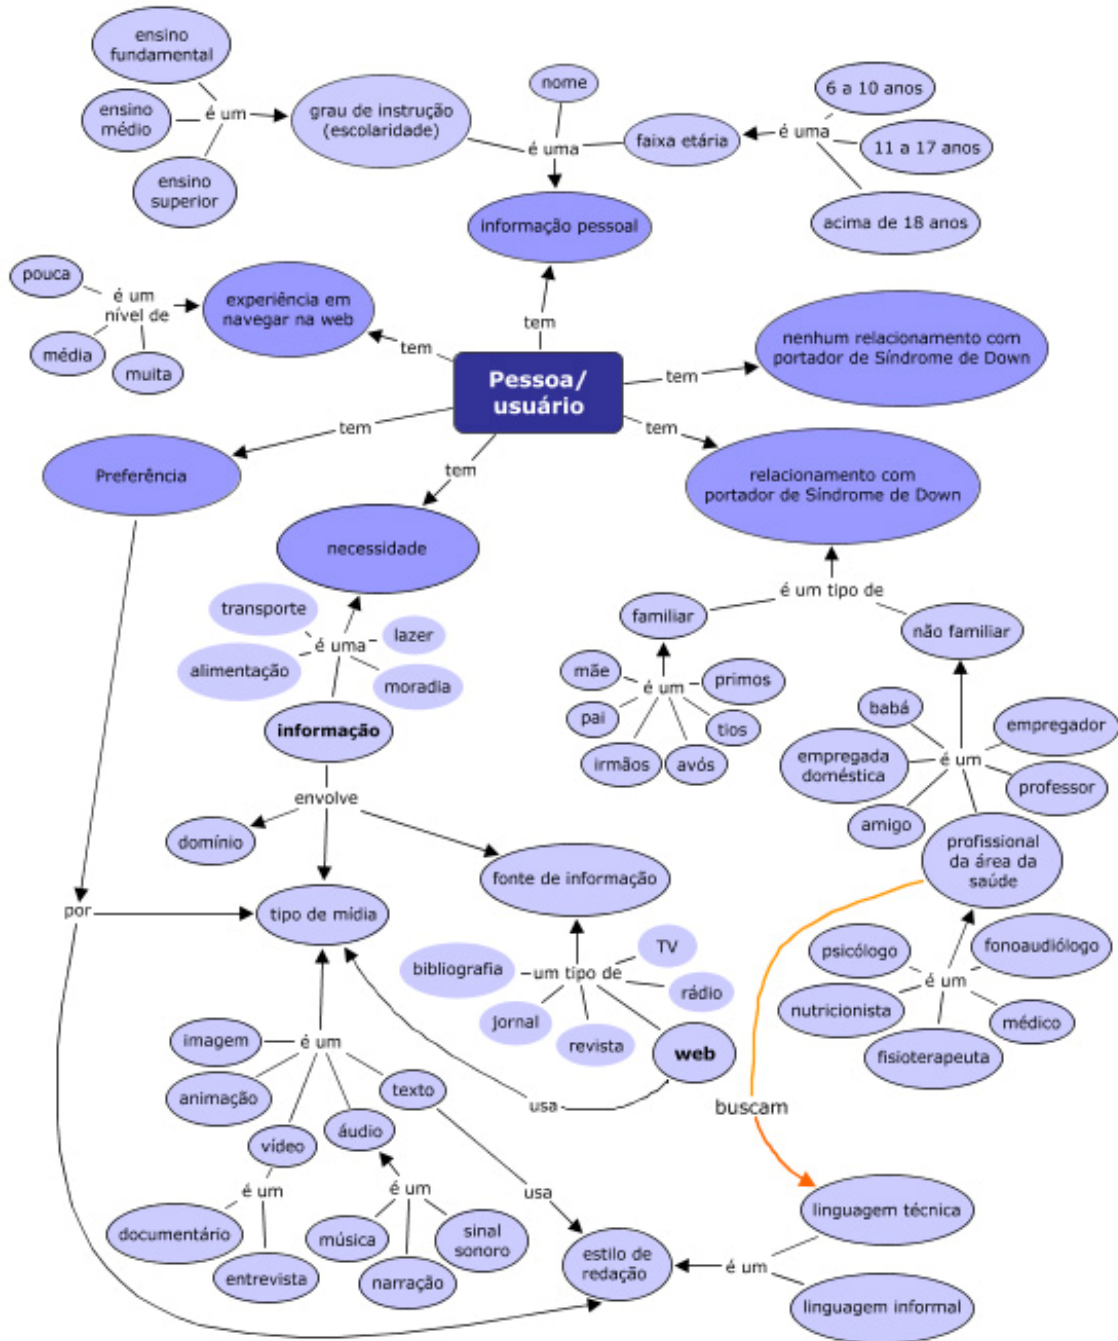 ensino
fundamental
ensino
médio
é um
ensino
superior
grau de instrução
(escolaridade)
nome
é uma
faixa etária
é uma
6 a 10 anos
11 a 17 anos
acima de 18 anos
informação pessoal
tem
pouca
é um
nível de
média
muita
experiência em
navegar na web
tem
Pessoa/
usuário
tem
nenhum relacionamento com
portador de Síndrome de Down
tem
relacionamento com
portador de Síndrome de Down
tem
Preferência
tem
necessidade
transporte
é uma
lazer
alimentação
moradia
informação
é um tipo de
familiar
não familiar
mãe
é um
primos
pai
tios
irmãos
avós
babá
empregador
empregada
doméstica
é um
professor
amigo
profissional
da área da
saúde
envolve
domínio
fonte de informação
por
tipo de mídia
bibliografia
um tipo de
TV
rádio
jornal
revista
web
psicólogo
fonoaudiólogo
é um
nutricionista
médico
fisioterapeuta
imagem
é um
animação
texto
usa
buscam
vídeo
áudio
é um
é um
usa
documentário
entrevista
música
narração
sinal
sonoro
estilo de
redação
é um
linguagem técnica
linguagem informal